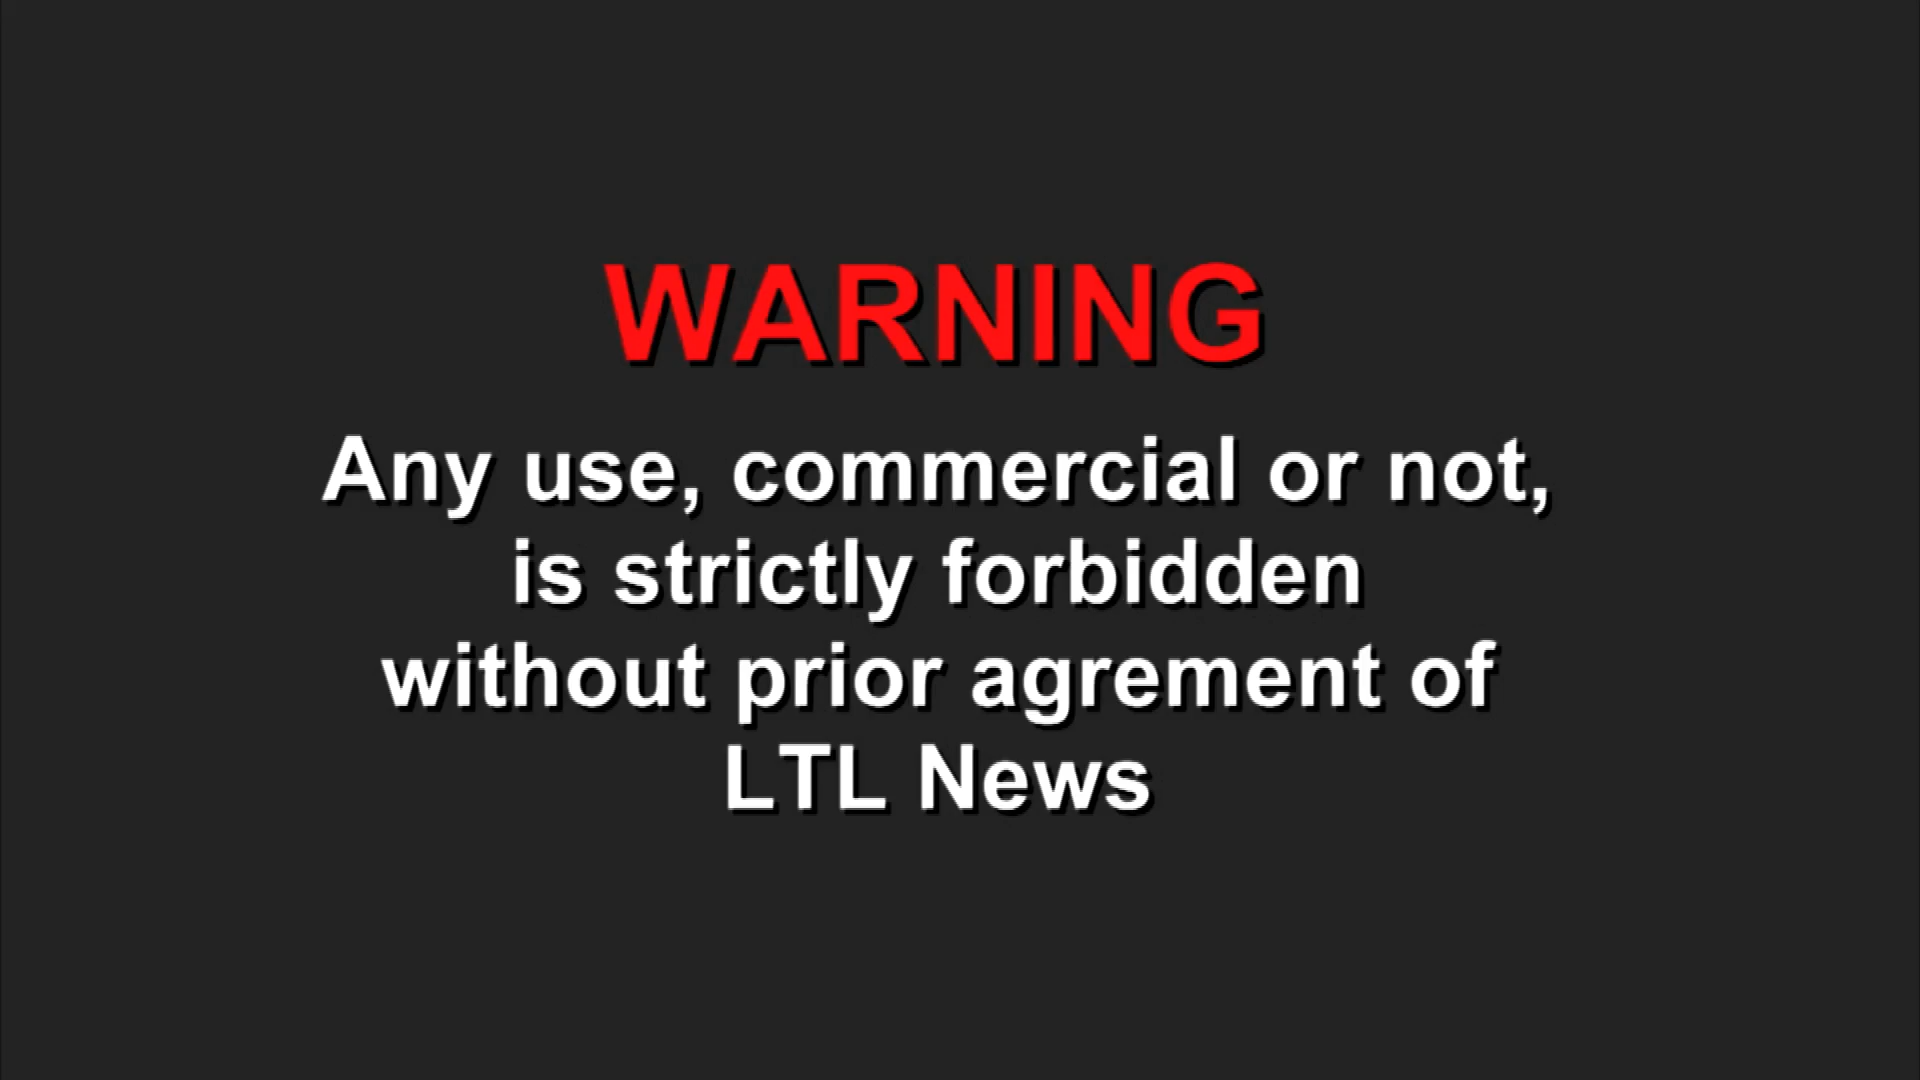 WARNING
Any use, commercial or not,
is strictly forbidden
without prior agrement of
LTL News